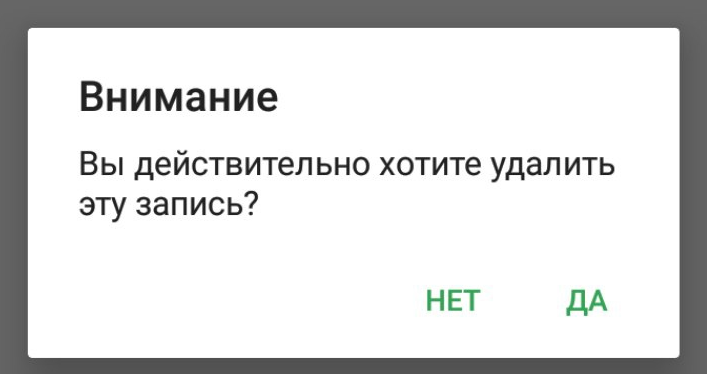 Внимание
Вы действительно хотите удалить
эту запись?
НЕТ ДА